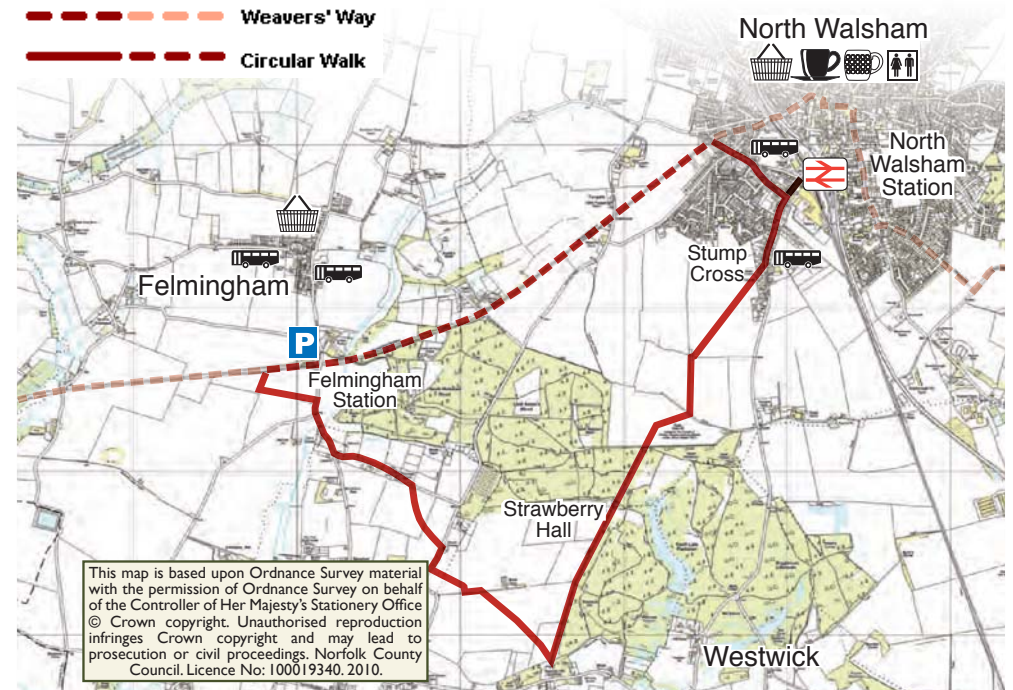 Weavers' Way
Circular Walk
North Walsham
North
Walsham
Station
Stump
Cross
Felmingham
P
Felmingham
Station
Strawberry
Hall
Westwick
This map is based upon Ordnance Survey material
with the permission of Ordnance Survey on behalf
of the Controller of Her Majesty's Stationery Office
© Crown copyright. Unauthorised reproduction
infringes Crown copyright and may lead to
prosecution or civil proceedings. Norfolk County
Council. Licence No: 100019340. 2010.